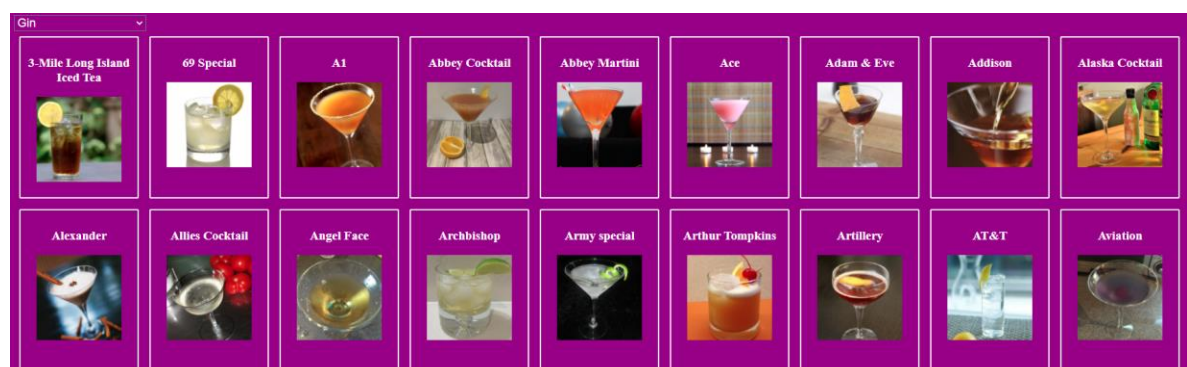 Gin
3-Mile Long Island
Iced Tea
69 Special
A1
Abbey Cocktail
Abbey Martini
Ace
Adam & Eve
Addison
Alaska Cocktail
Alexander
Allies Cocktail
Angel Face
Archbishop
Army special
Arthur Tompkins
Artillery
AT&T
Aviation